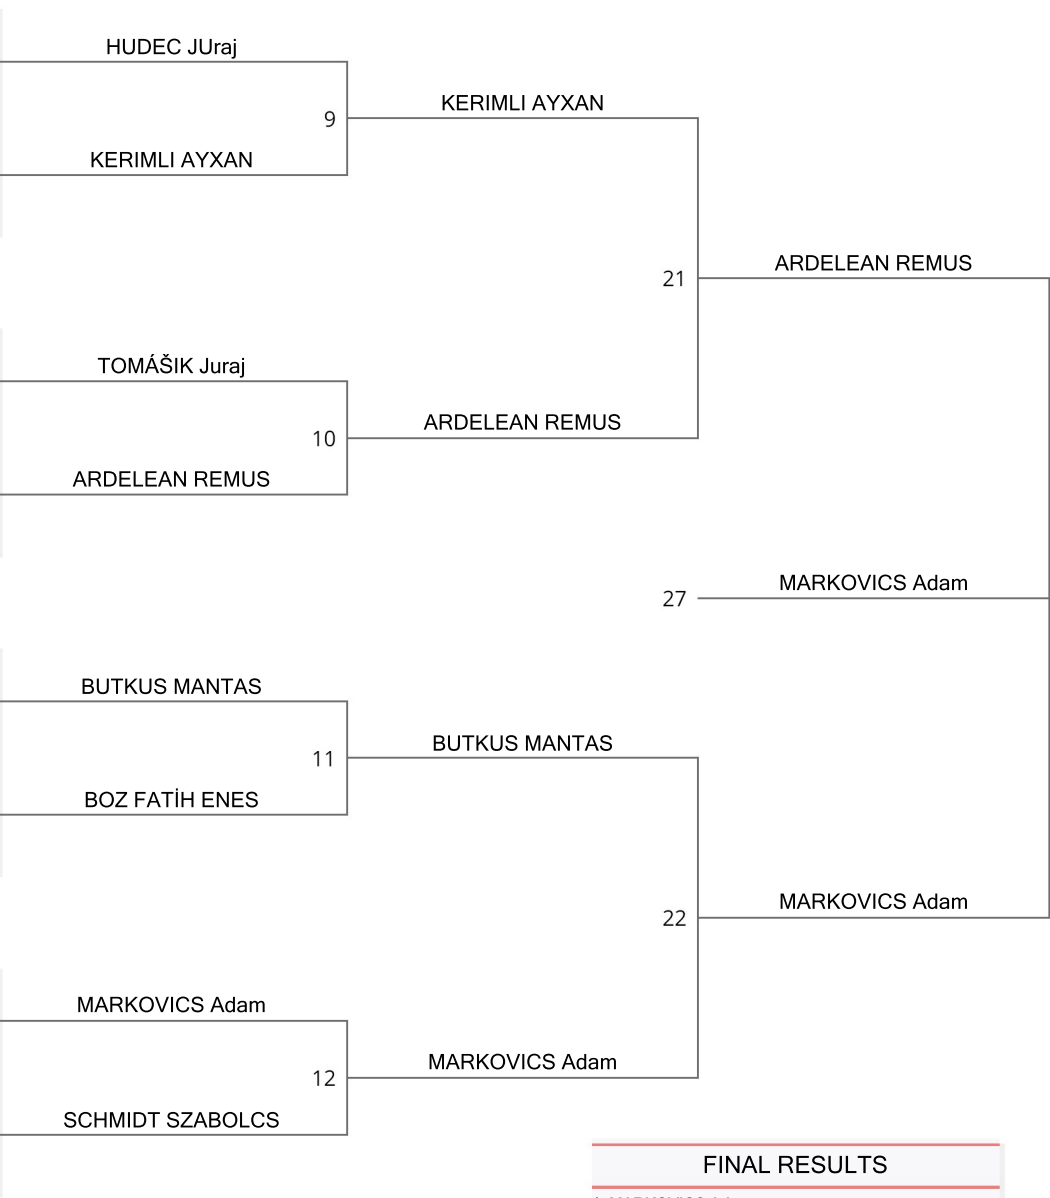 HUDEC JUraj
9
KERIMLI AYXAN
KERIMLI AYXAN
21
ARDELEAN REMUS
TOMÁŠIK Juraj
10
ARDELEAN REMUS
ARDELEAN REMUS
27
MARKOVICS Adam
BUTKUS MANTAS
11
BUTKUS MANTAS
BOZ FATİH ENES
22
MARKOVICS Adam
MARKOVICS Adam
12
MARKOVICS Adam
SCHMIDT SZABOLCS
FINAL RESULTS